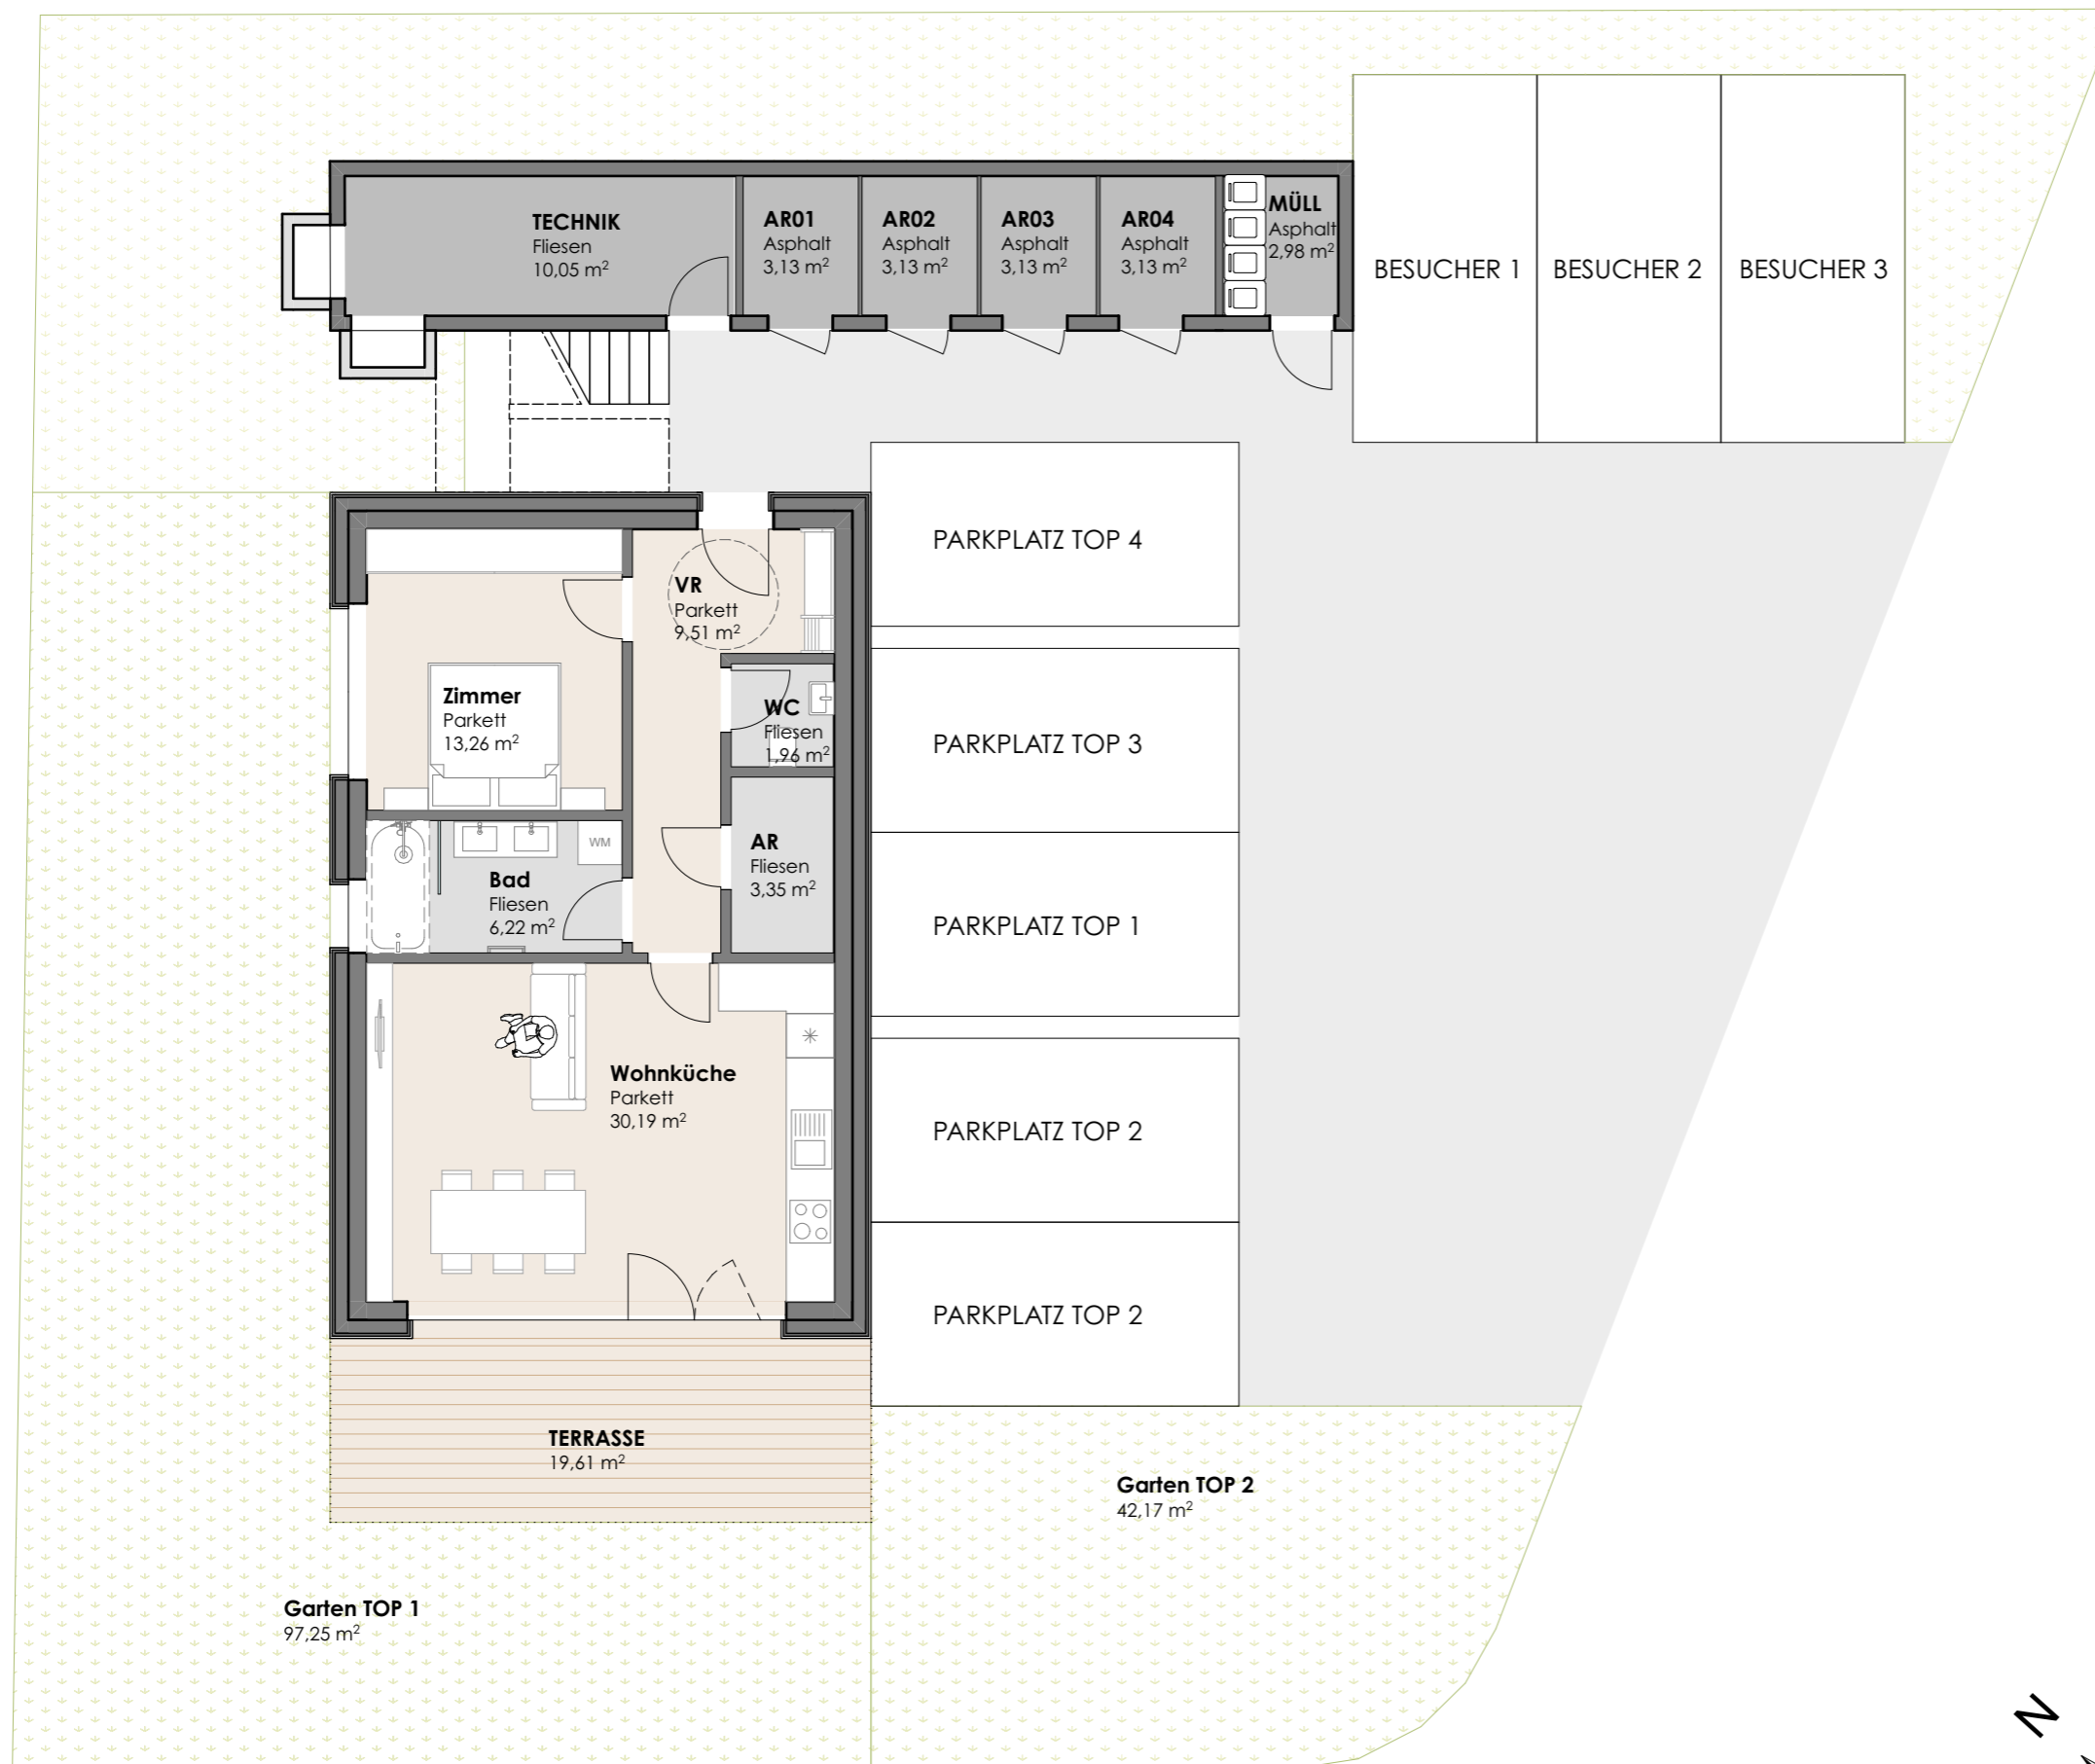 TECHNIK
Fliesen
10,05 m²
AR01
Asphalt
3,13 m²
AR02
Asphalt
3,13 m²
AR03
Asphalt
3,13 m²
AR04
Asphalt
3,13 m²
MÜLL
Asphalt
2,98 m²
BESUCHER 1
BESUCHER 2
BESUCHER 3
PARKPLATZ TOP 4
VR
Parkett
9,51 m²
Zimmer
Parkett
13,26 m²
WC
Fliesen
1,96 m²
PARKPLATZ TOP 3
WM
AR
Fliesen
3,35 m²
Bad
Fliesen
6,22 m²
PARKPLATZ TOP 1
Wohnküche
Parkett
30,19 m²
PARKPLATZ TOP 2
PARKPLATZ TOP 2
TERRASSE
19,61 m²
Garten TOP 2
42,17 m²
Garten TOP 1
97,25 m²
N